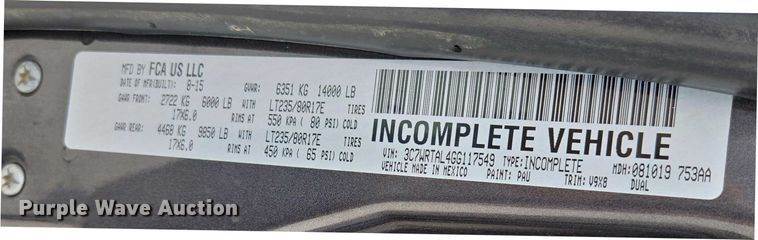 MFD BY FCA US LLC
DATE OF MFR(BUILT): 8-15 GVWR: 6351 KG 14000 LB
GAWR FRONT: 2722 KG 6000 LB WITH LT235/80R17E TIRES
17X6.0 RIMS AT 550 KPA ( 80 PSI) COLD
GAWR REAR: 4468 KG 9850 LB WITH LT235/80R17E TIRES
17X6.0 RIMS AT 450 KPA ( 65 PSI) COLD
INCOMPLETE VEHICLE
VIN: 3C7WRTAL4GG117549 TYPE: INCOMPLETE MDH: 081019 753AA
VEHICLE MADE IN MEXICO PAINT: PAU TRIM: V9X8 DUAL
Purple Wave Auction